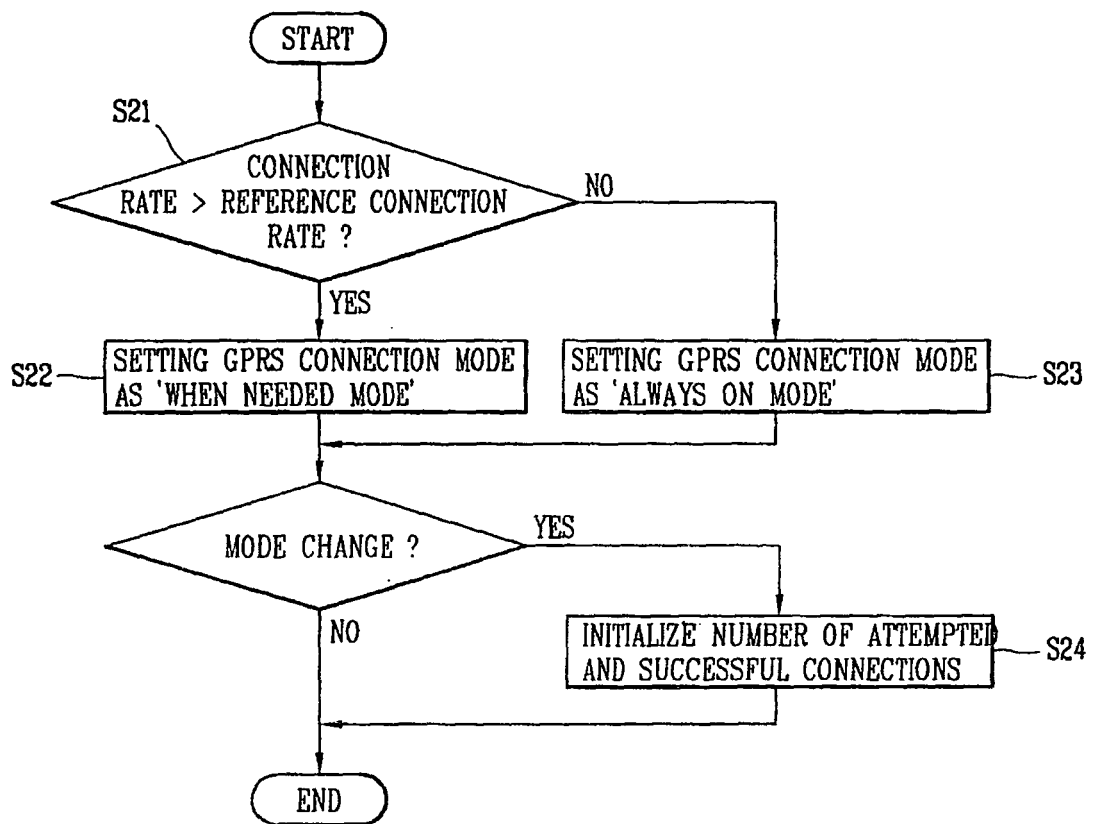 START
S21
CONNECTION
RATE > REFERENCE CONNECTION
RATE ?
NO
YES
S22
SETTING GPRS CONNECTION MODE
AS 'WHEN NEEDED MODE'
SETTING GPRS CONNECTION MODE
AS 'ALWAYS ON MODE'
S23
MODE CHANGE ?
YES
NO
INITIALIZE NUMBER OF ATTEMPTED
AND SUCCESSFUL CONNECTIONS
S24
END